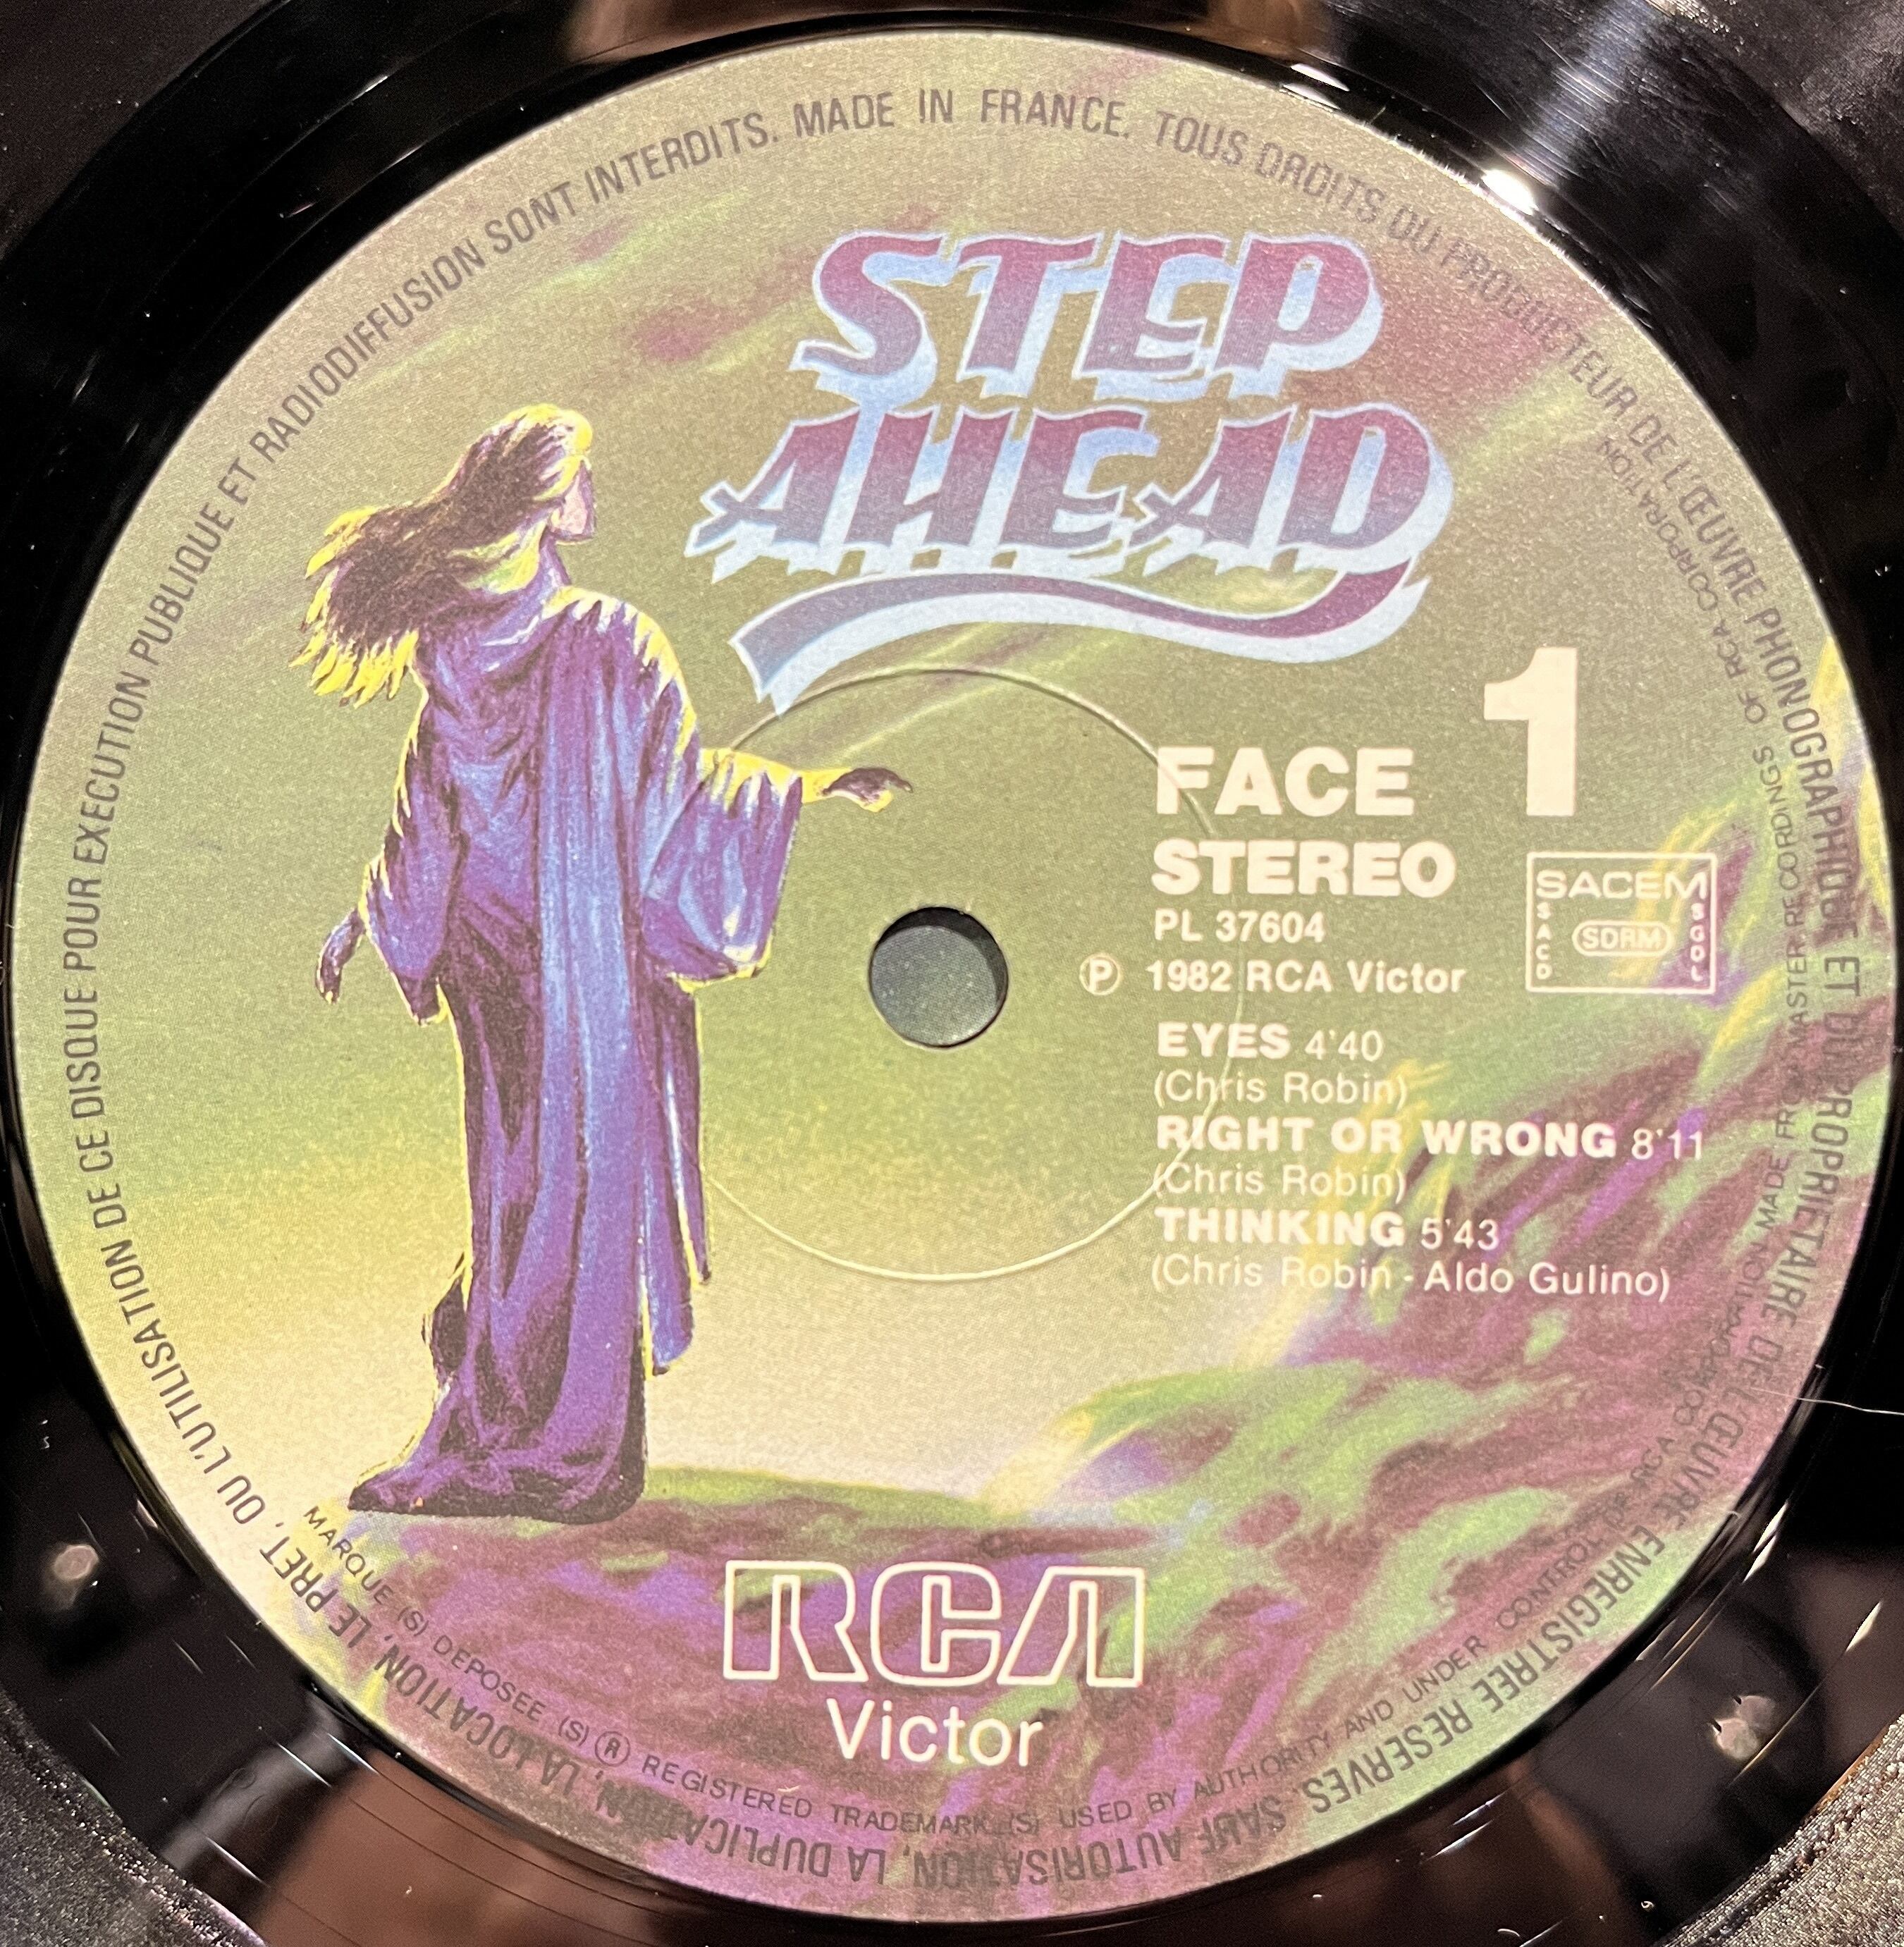 STEP
AHEAD
1
FACE
STEREO
PL 37604
℗ 1982 RCA Victor
SACEM
SACD
SDRM
SGDL
EYES 4'40
(Chris Robin)
RIGHT OR WRONG 8'11
(Chris Robin)
THINKING 5'43
(Chris Robin - Aldo Gulino)
RCA
Victor
MADE IN FRANCE. TOUS DROITS DU PRODUCTEUR DE L'ŒUVRE PHONOGRAPHIQUE ET DU PROPRIETAIRE DE L'ŒUVRE ENREGISTREE RESERVES. SAUF AUTORISATION, LA DUPLICATION, LA LOCATION, LE PRET, OU L'UTILISATION DE CE DISQUE POUR EXECUTION PUBLIQUE ET RADIODIFFUSION SONT INTERDITS.
MARQUE (S) DEPOSEE (S) ® REGISTERED TRADEMARK (S) USED BY AUTHORITY AND UNDER CONTROL OF RCA CORPORATION MADE FROM MASTER RECORDINGS OF RCA CORPORATION